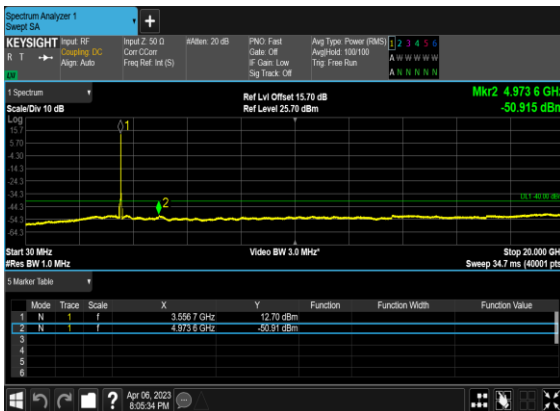 Spectrum Analyzer 1
Swept SA
+
KEYSIGHT Input: RF Input Z: 50 Ω #Atten: 20 dB PNO: Fast Avg Type: Power (RMS) 1 2 3 4 5 6
R T Coupling: DC Corr CCorr Gate: Off Avg|Hold: 100/100 A W W W W W
Align: Auto Freq Ref: Int (S) IF Gain: Low Trig: Free Run
Sig Track: Off A N N N N N
1 Spectrum
Ref Lvl Offset 15.70 dB Mkr2 4.973 6 GHz
Scale/Div 10 dB Ref Level 25.70 dBm -50.915 dBm
Log
15.7
5.70
-4.30
-14.3
-24.3
-34.3
-44.3
-54.3
-64.3
1
2
DL1 -40.00 dBm
Start 30 MHz Video BW 3.0 MHz* Stop 20.000 GHz
#Res BW 1.0 MHz Sweep 34.7 ms (40001 pts)
5 Marker Table
Mode Trace Scale X Y Function Function Width Function Value
1 N 1 f 3.556 7 GHz 12.70 dBm
2 N 1 f 4.973 6 GHz -50.91 dBm
3
4
5
6
? Apr 06, 2023
8:05:34 PM